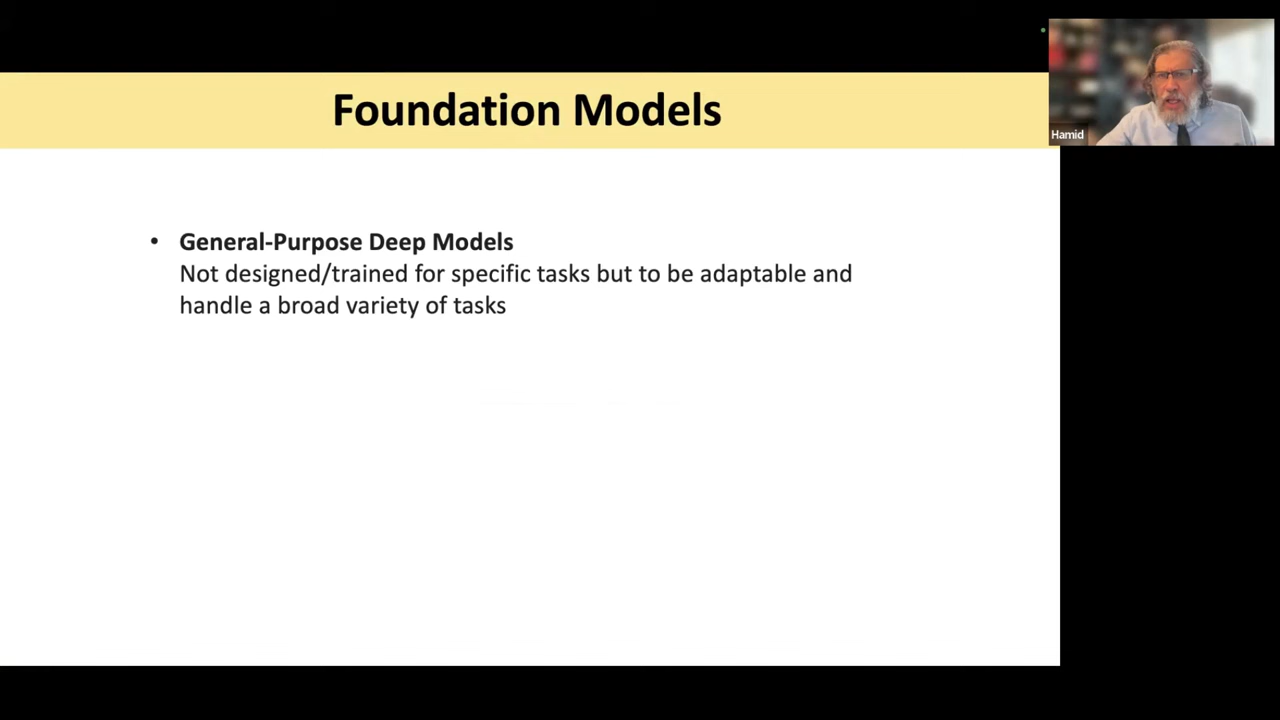 Foundation Models
Hamid
• General-Purpose Deep Models
Not designed/trained for specific tasks but to be adaptable and
handle a broad variety of tasks